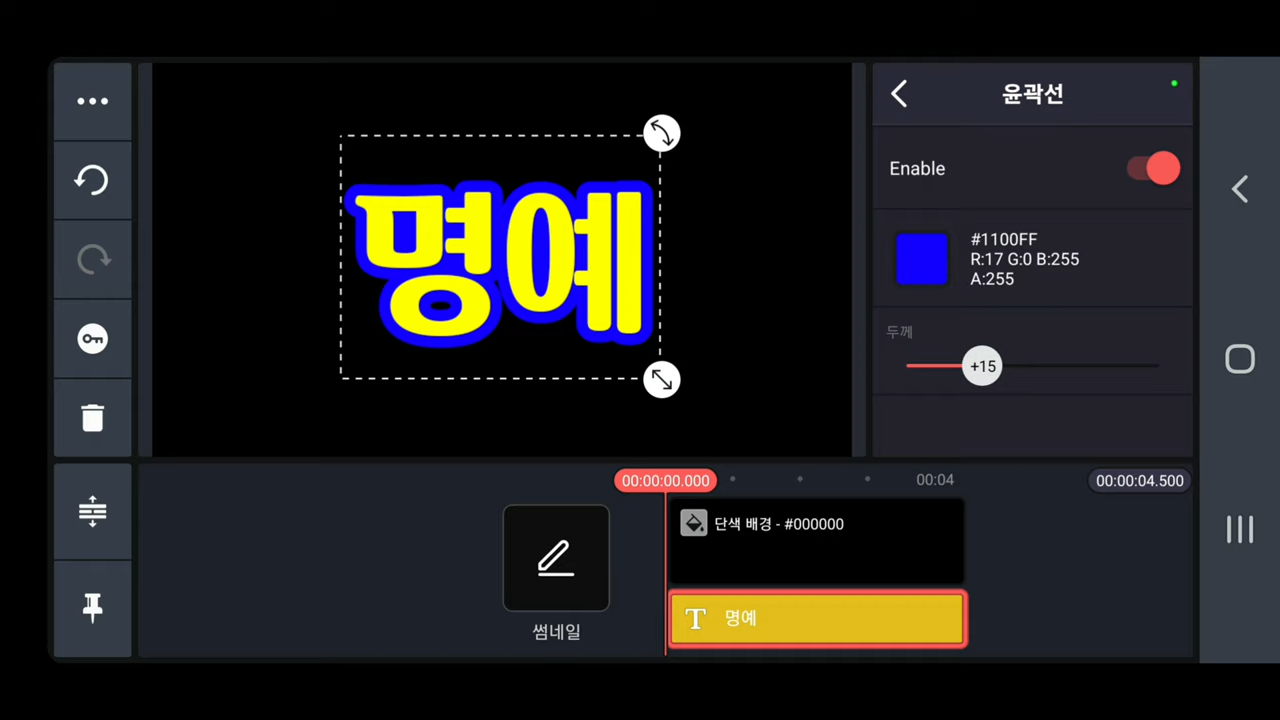 명예
윤곽선
Enable
#1100FF
R:17 G:0 B:255
A:255
두께
+15
00:00:00.000
00:04
00:00:04.500
단색 배경 - #000000
썸네일
T 명예